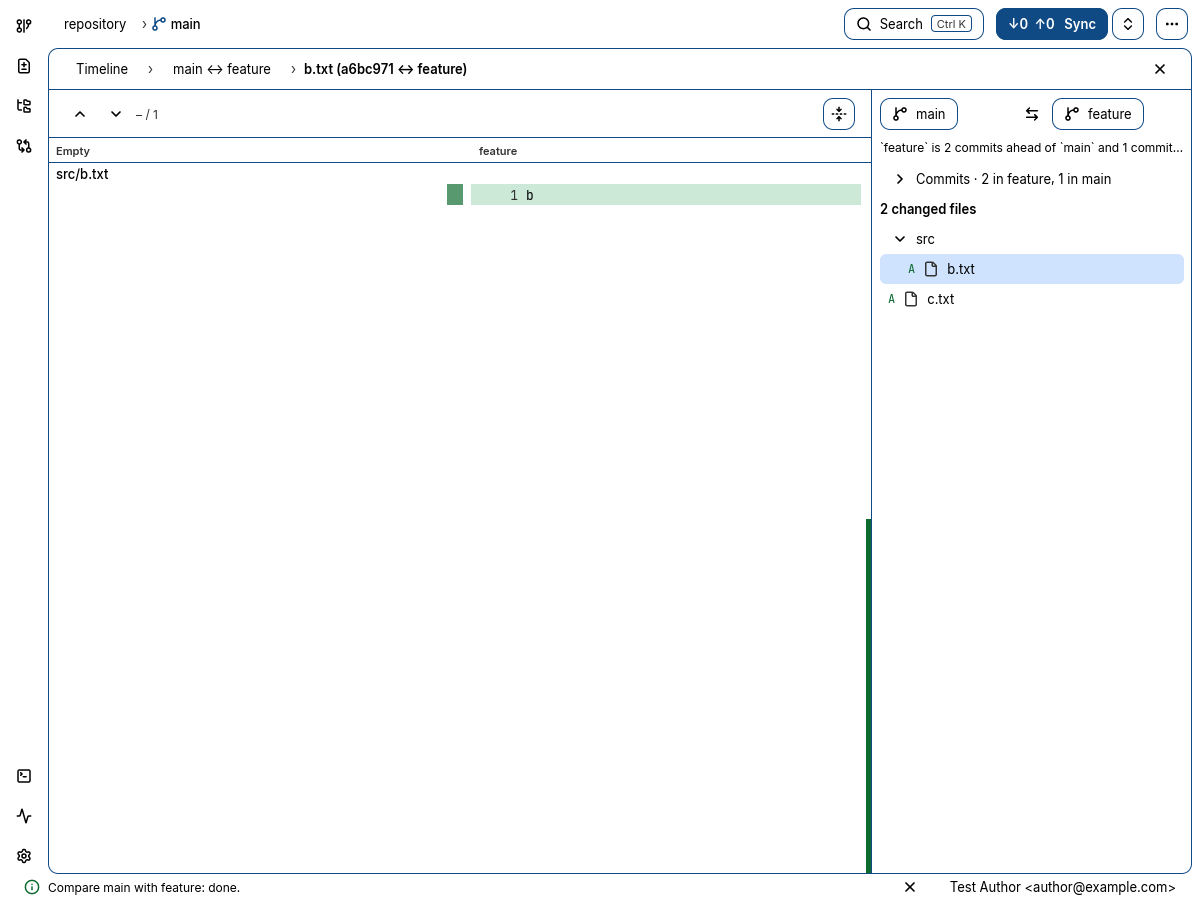 repository › main
Search Ctrl K
↓0 ↑0 Sync
Timeline › main ↔ feature › b.txt (a6bc971 ↔ feature)
– / 1
main
feature
`feature` is 2 commits ahead of `main` and 1 commit...
Empty
feature
src/b.txt
1 b
Commits · 2 in feature, 1 in main
2 changed files
src
A b.txt
A c.txt
Compare main with feature: done.
Test Author <author@example.com>